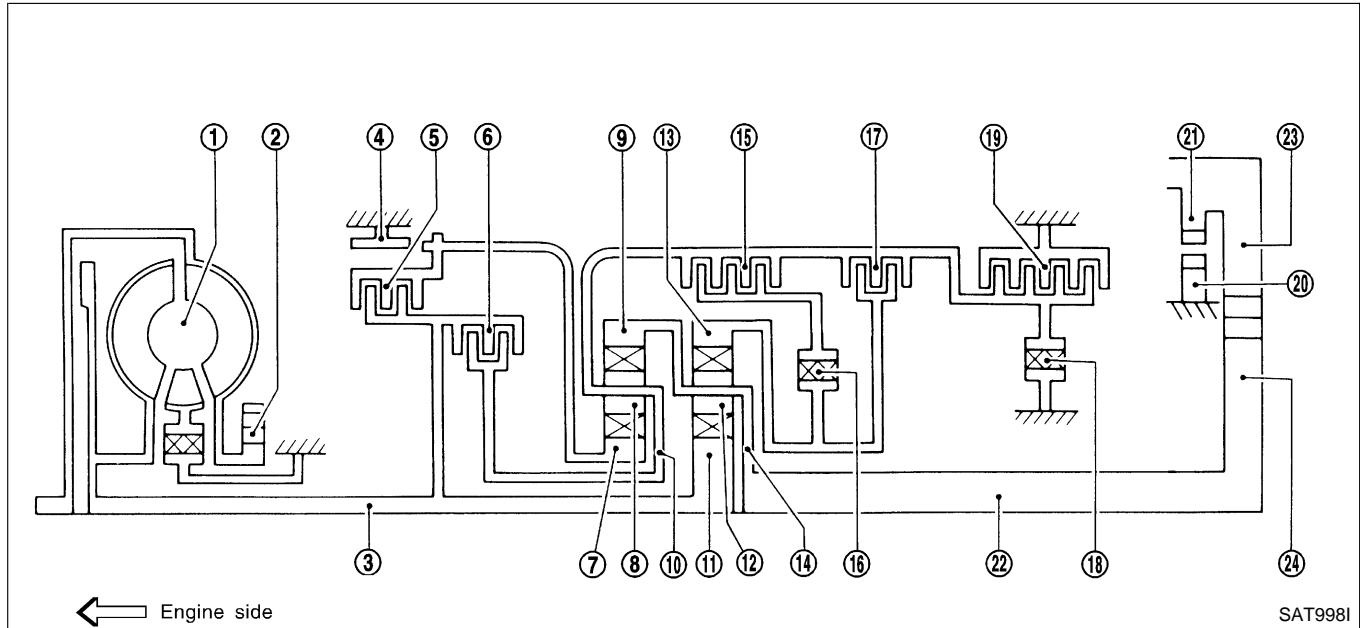 ① ② ④ ⑤ ⑥ ⑨ ⑬ ⑮ ⑰ ⑲ ㉑ ㉓
⑳
③ ⑦ ⑧ ⑩ ⑪ ⑫ ⑭ ⑯ ㉒ ⑱ ㉔
Engine side
SAT998I